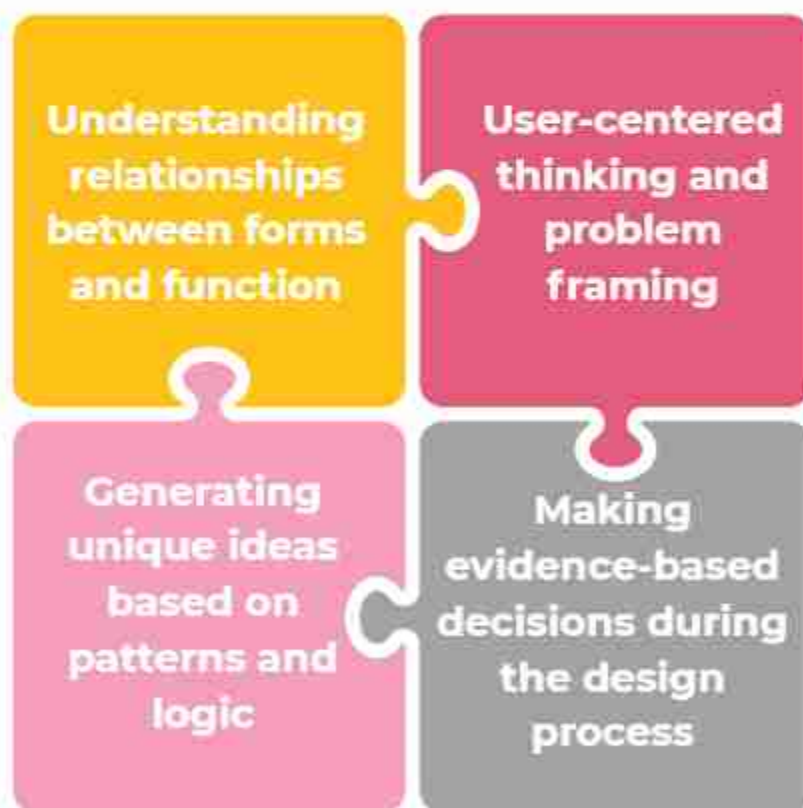 Understanding
relationships
between forms
and function
User-centered
thinking and
problem
framing
Generating
unique ideas
based on
patterns and
logic
Making
evidence-based
decisions during
the design
process